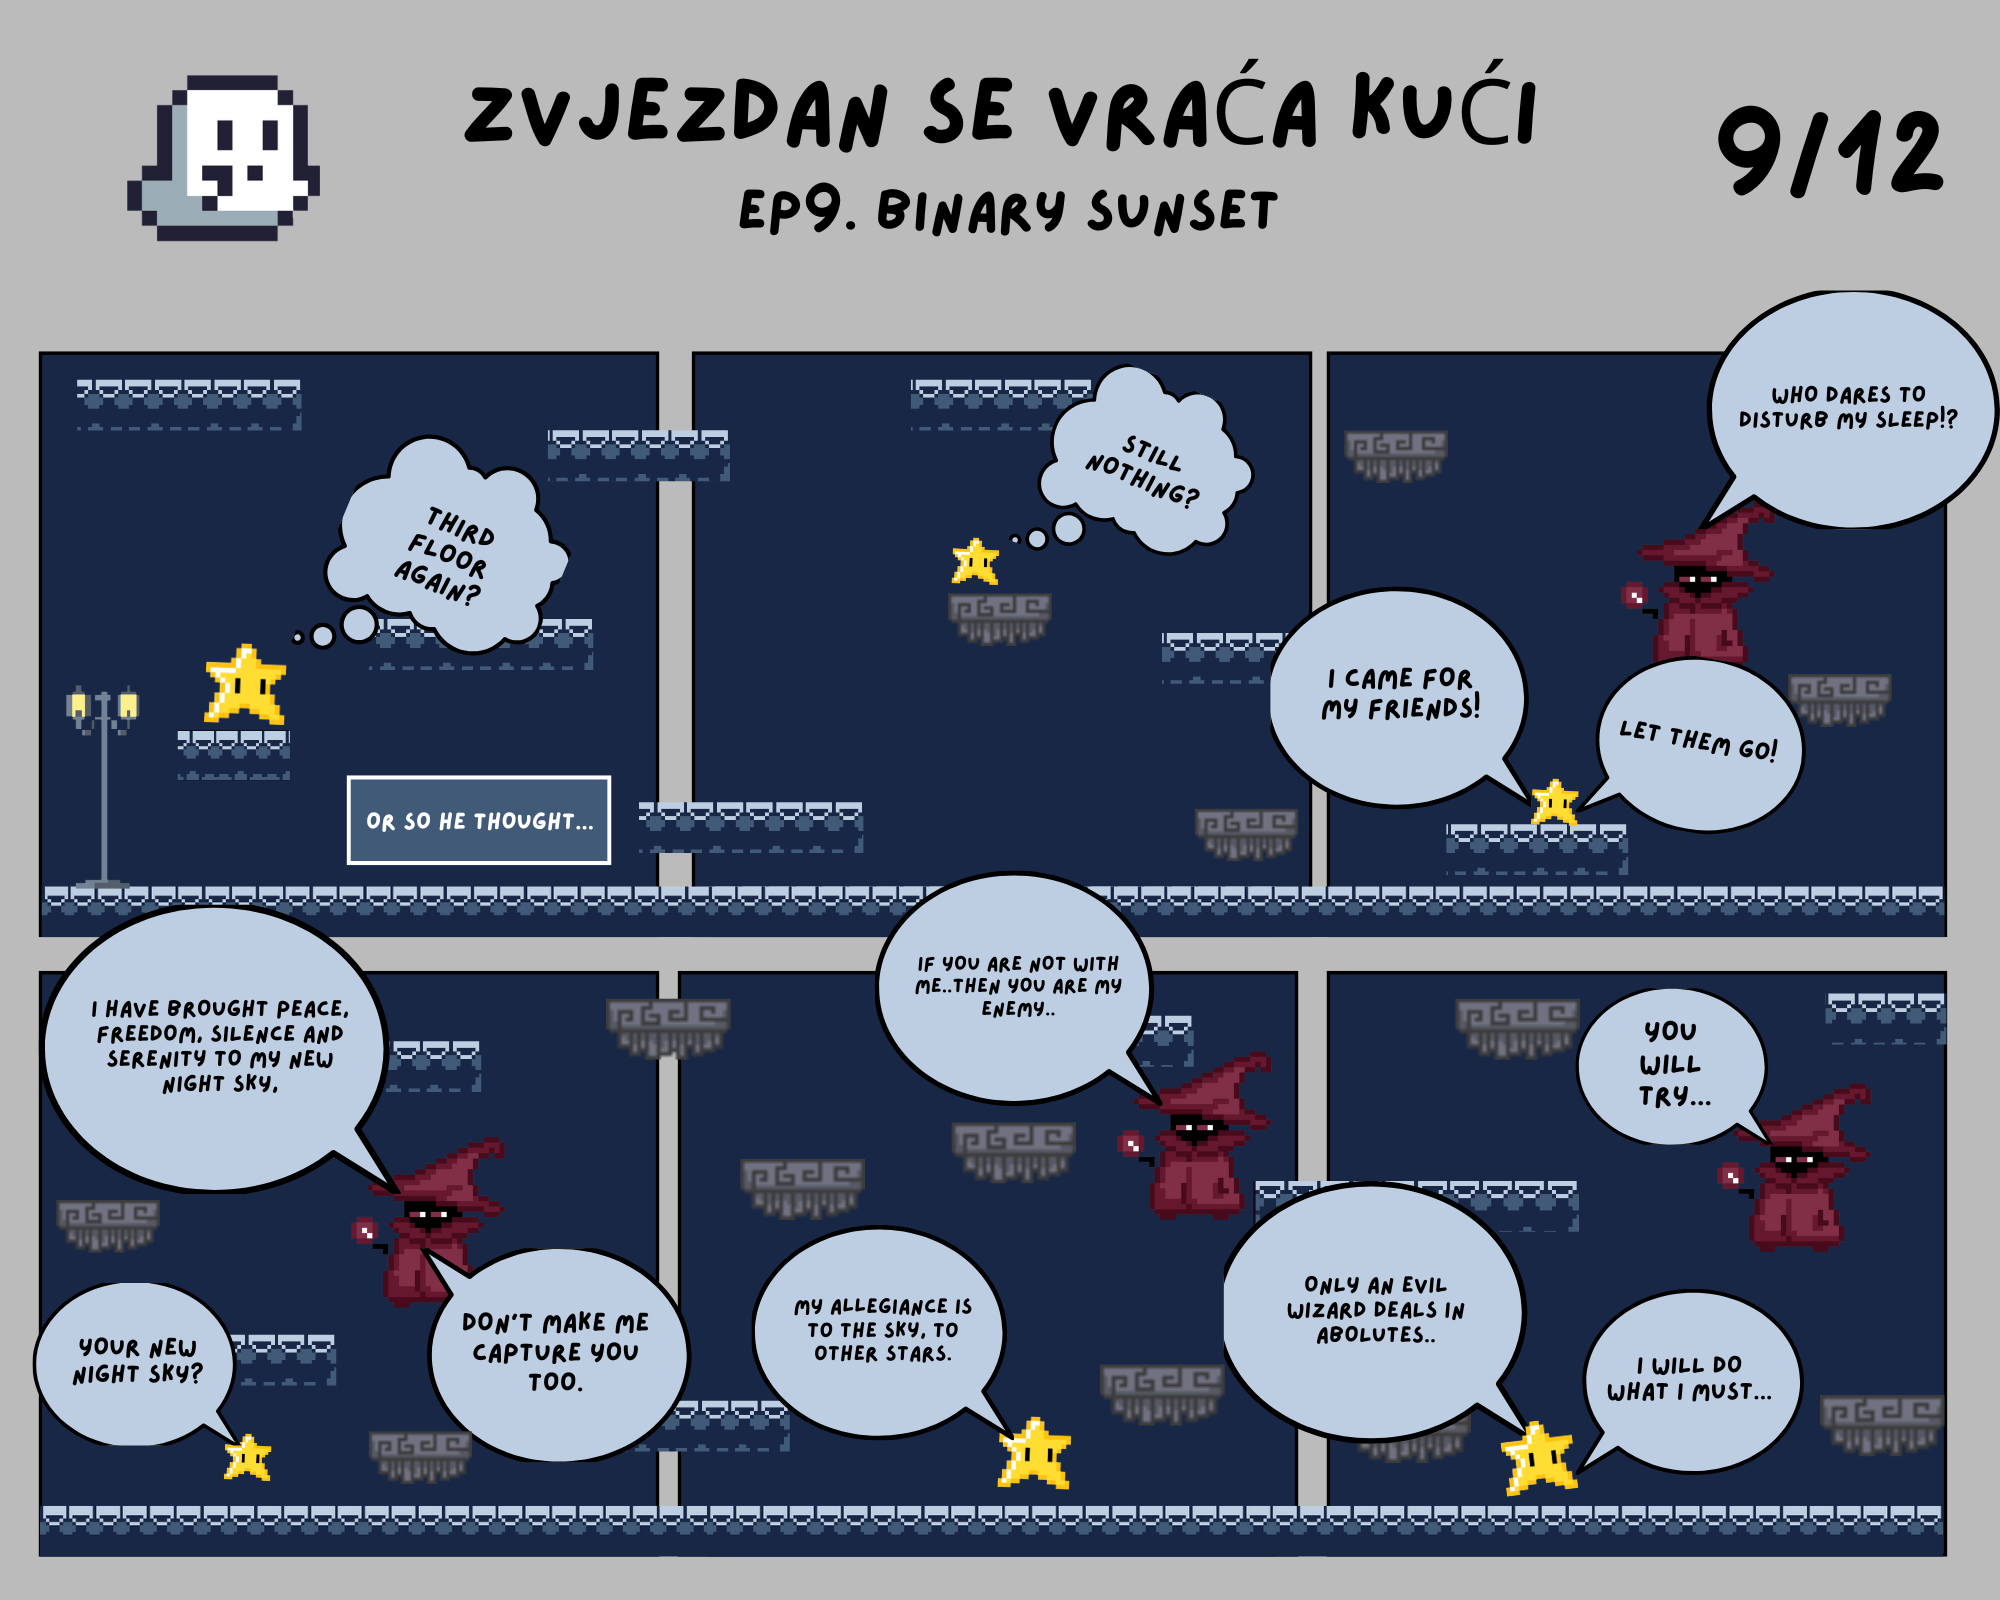 ZVJEZDAN SE VRAĆA KUĆI
EP9. BINARY SUNSET
9/12
THIRD
FLOOR
AGAIN?
OR SO HE THOUGHT...
STILL
NOTHING?
WHO DARES TO
DISTURB MY SLEEP!?
I CAME FOR
MY FRIENDS!
LET THEM GO!
I HAVE BROUGHT PEACE,
FREEDOM, SILENCE AND
SERENITY TO MY NEW
NIGHT SKY,
YOUR NEW
NIGHT SKY?
DON'T MAKE ME
CAPTURE YOU
TOO.
IF YOU ARE NOT WITH
ME..THEN YOU ARE MY
ENEMY..
MY ALLEGIANCE IS
TO THE SKY, TO
OTHER STARS.
ONLY AN EVIL
WIZARD DEALS IN
ABOLUTES..
YOU
WILL
TRY...
I WILL DO
WHAT I MUST...